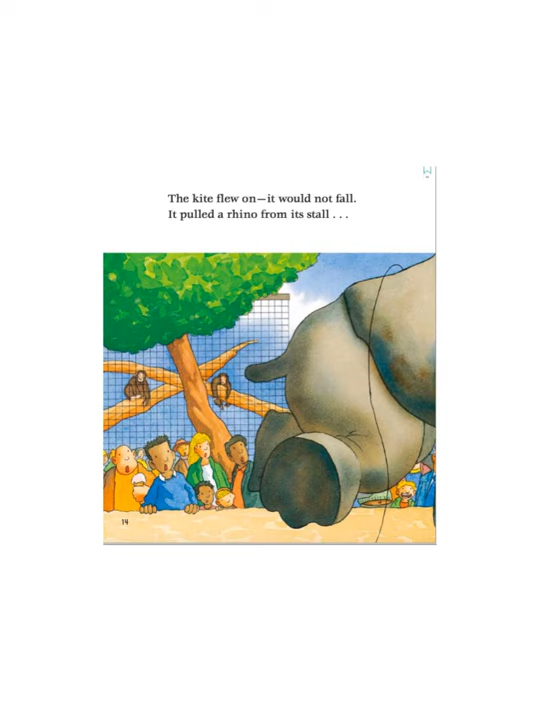 The kite flew on—it would not fall.
It pulled a rhino from its stall . . .
14